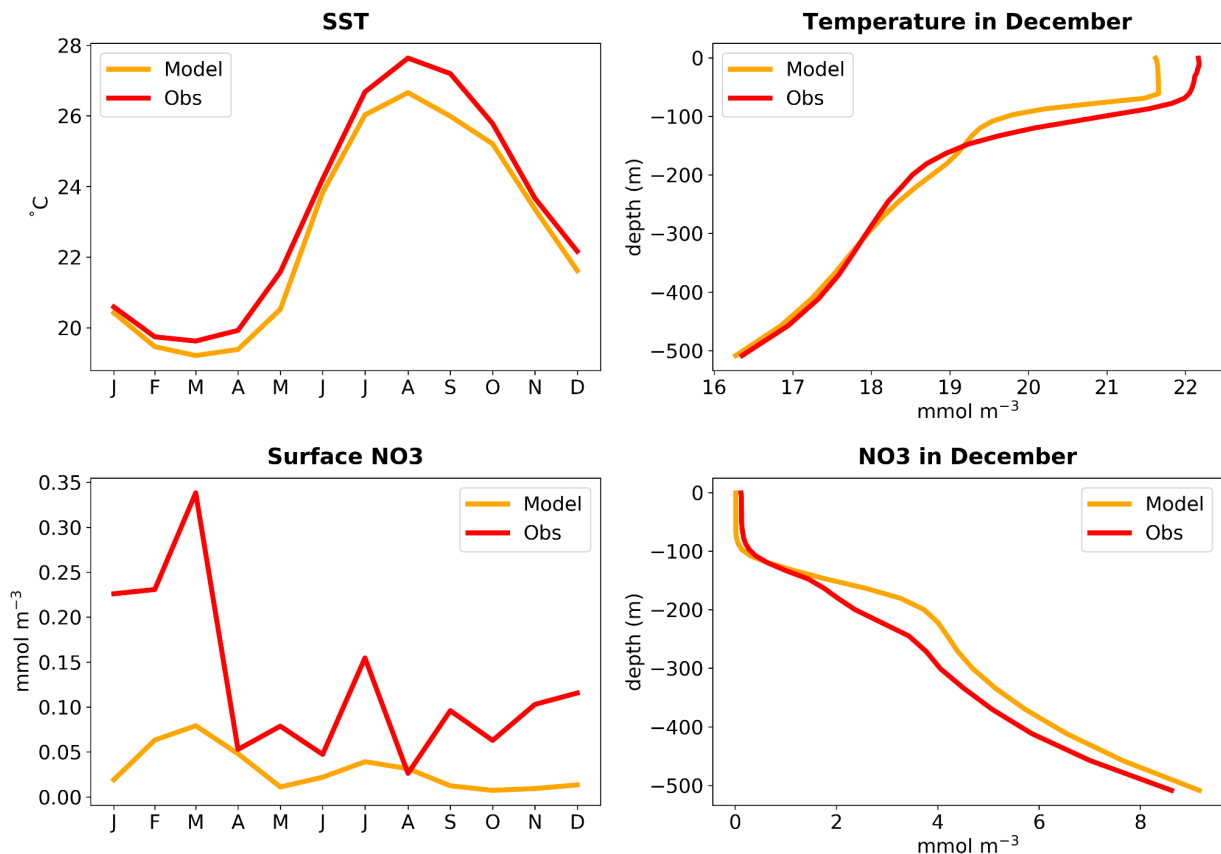 SST
Model
Obs
28
26
24
22
20
°C
J F M A M J J A S O N D
Temperature in December
Model
Obs
0
−100
−200
−300
−400
−500
depth (m)
16 17 18 19 20 21 22
mmol m⁻³
Surface NO3
Model
Obs
0.35
0.30
0.25
0.20
0.15
0.10
0.05
0.00
mmol m⁻³
J F M A M J J A S O N D
NO3 in December
Model
Obs
0
−100
−200
−300
−400
−500
depth (m)
0 2 4 6 8
mmol m⁻³